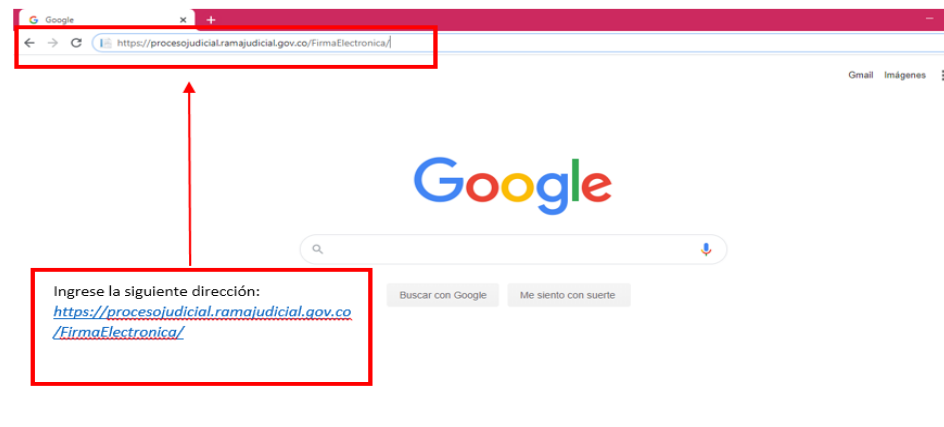 Google
https://procesojudicial.ramajudicial.gov.co/FirmaElectronica/
Gmail Imágenes
Google
Buscar con Google Me siento con suerte
Ingrese la siguiente dirección:
https://procesojudicial.ramajudicial.gov.co
/FirmaElectronica/